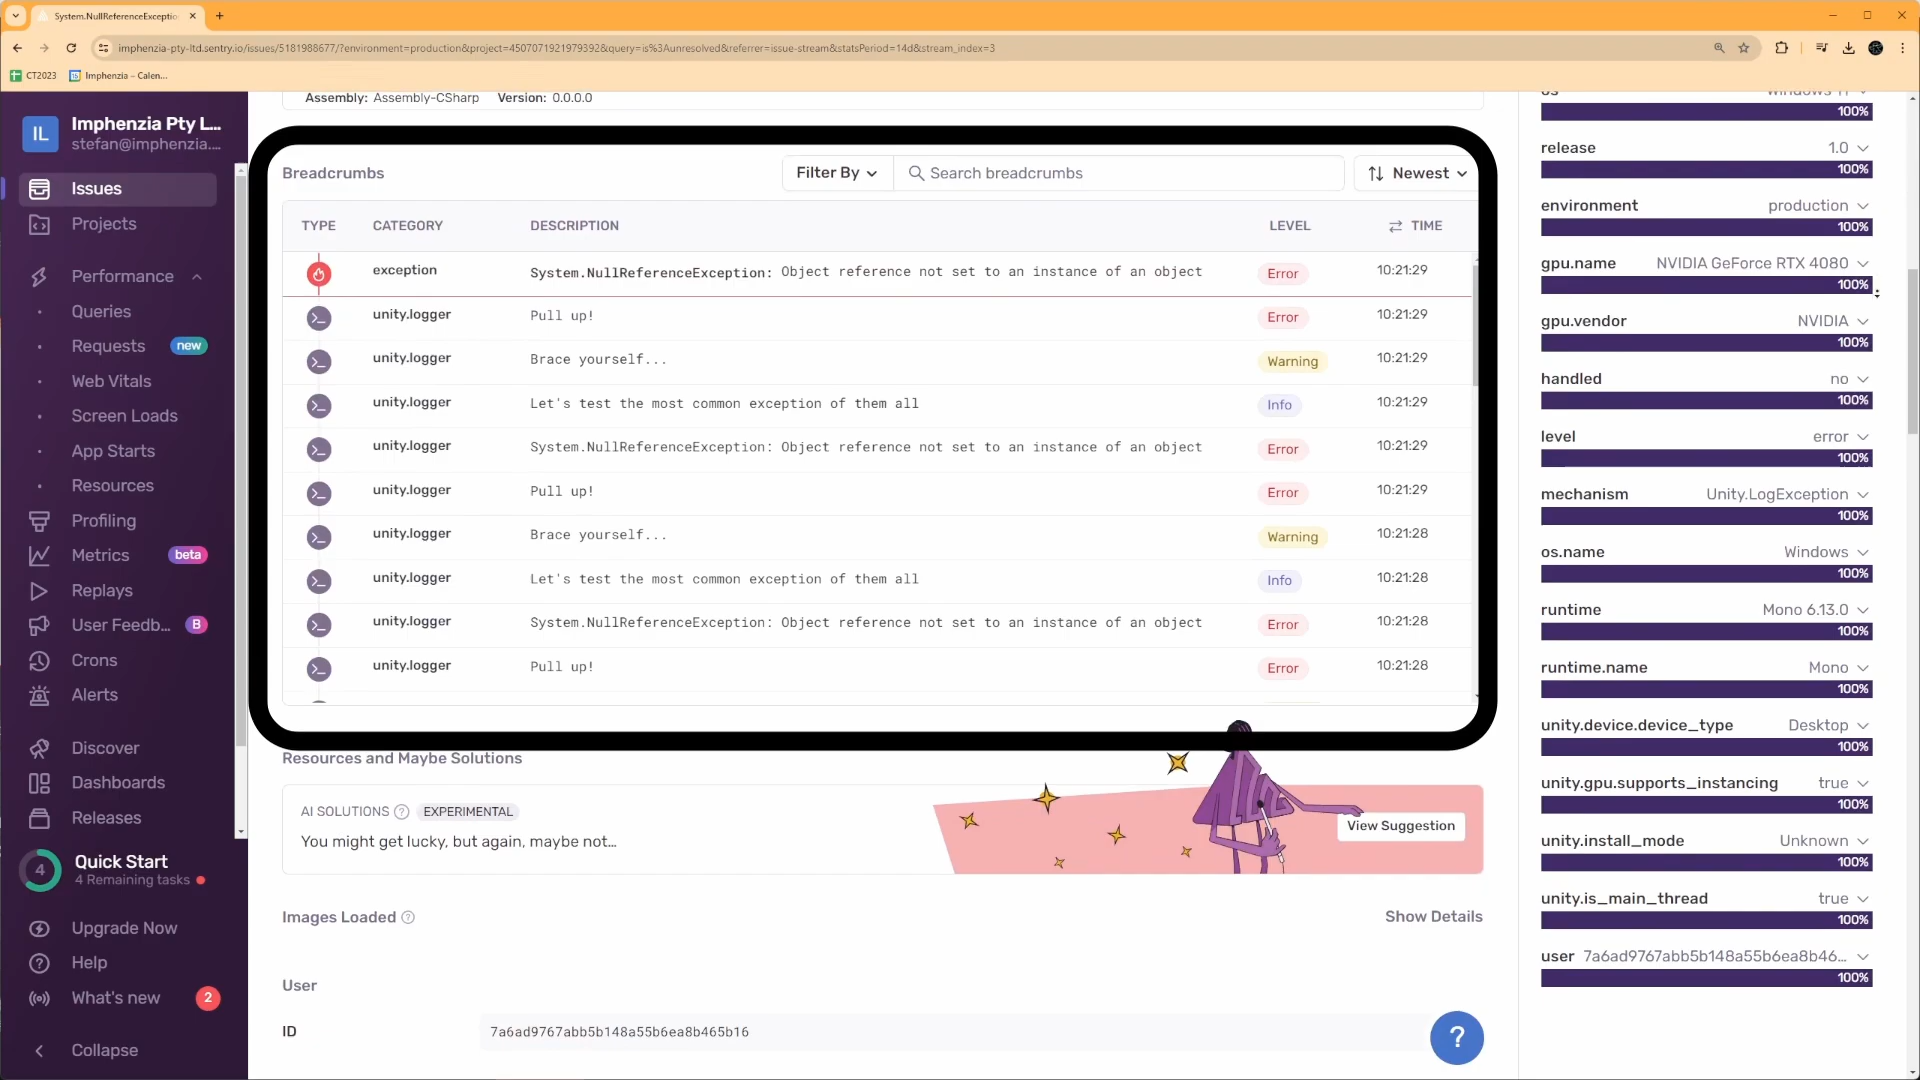 System.NullReferenceExceptio
imphenzia-pty-ltd.sentry.io/issues/5181988677/?environment=production&project=4507071921979392&query=is%3Aunresolved&referrer=issue-stream&statsPeriod=14d&stream_index=3
CT2023
Imphenzia – Calen...
IL
Imphenzia Pty L...
stefan@imphenzia....
Issues
Projects
Performance
Queries
Requests new
Web Vitals
Screen Loads
App Starts
Resources
Profiling
Metrics beta
Replays
User Feedb... B
Crons
Alerts
Discover
Dashboards
Releases
4
Quick Start
4 Remaining tasks
Upgrade Now
Help
What's new 2
Collapse
Assembly: Assembly-CSharp Version: 0.0.0.0
Breadcrumbs
Filter By
Search breadcrumbs
Newest
TYPE CATEGORY DESCRIPTION LEVEL TIME
exception System.NullReferenceException: Object reference not set to an instance of an object Error 10:21:29
unity.logger Pull up! Error 10:21:29
unity.logger Brace yourself... Warning 10:21:29
unity.logger Let's test the most common exception of them all Info 10:21:29
unity.logger System.NullReferenceException: Object reference not set to an instance of an object Error 10:21:29
unity.logger Pull up! Error 10:21:29
unity.logger Brace yourself... Warning 10:21:28
unity.logger Let's test the most common exception of them all Info 10:21:28
unity.logger System.NullReferenceException: Object reference not set to an instance of an object Error 10:21:28
unity.logger Pull up! Error 10:21:28
Resources and Maybe Solutions
AI SOLUTIONS ? EXPERIMENTAL
You might get lucky, but again, maybe not...
View Suggestion
Images Loaded ?
Show Details
User
ID 7a6ad9767abb5b148a55b6ea8b465b16
?
os Windows 11
100%
release 1.0
100%
environment production
100%
gpu.name NVIDIA GeForce RTX 4080
100%
gpu.vendor NVIDIA
100%
handled no
100%
level error
100%
mechanism Unity.LogException
100%
os.name Windows
100%
runtime Mono 6.13.0
100%
runtime.name Mono
100%
unity.device.device_type Desktop
100%
unity.gpu.supports_instancing true
100%
unity.install_mode Unknown
100%
unity.is_main_thread true
100%
user 7a6ad9767abb5b148a55b6ea8b46...
100%